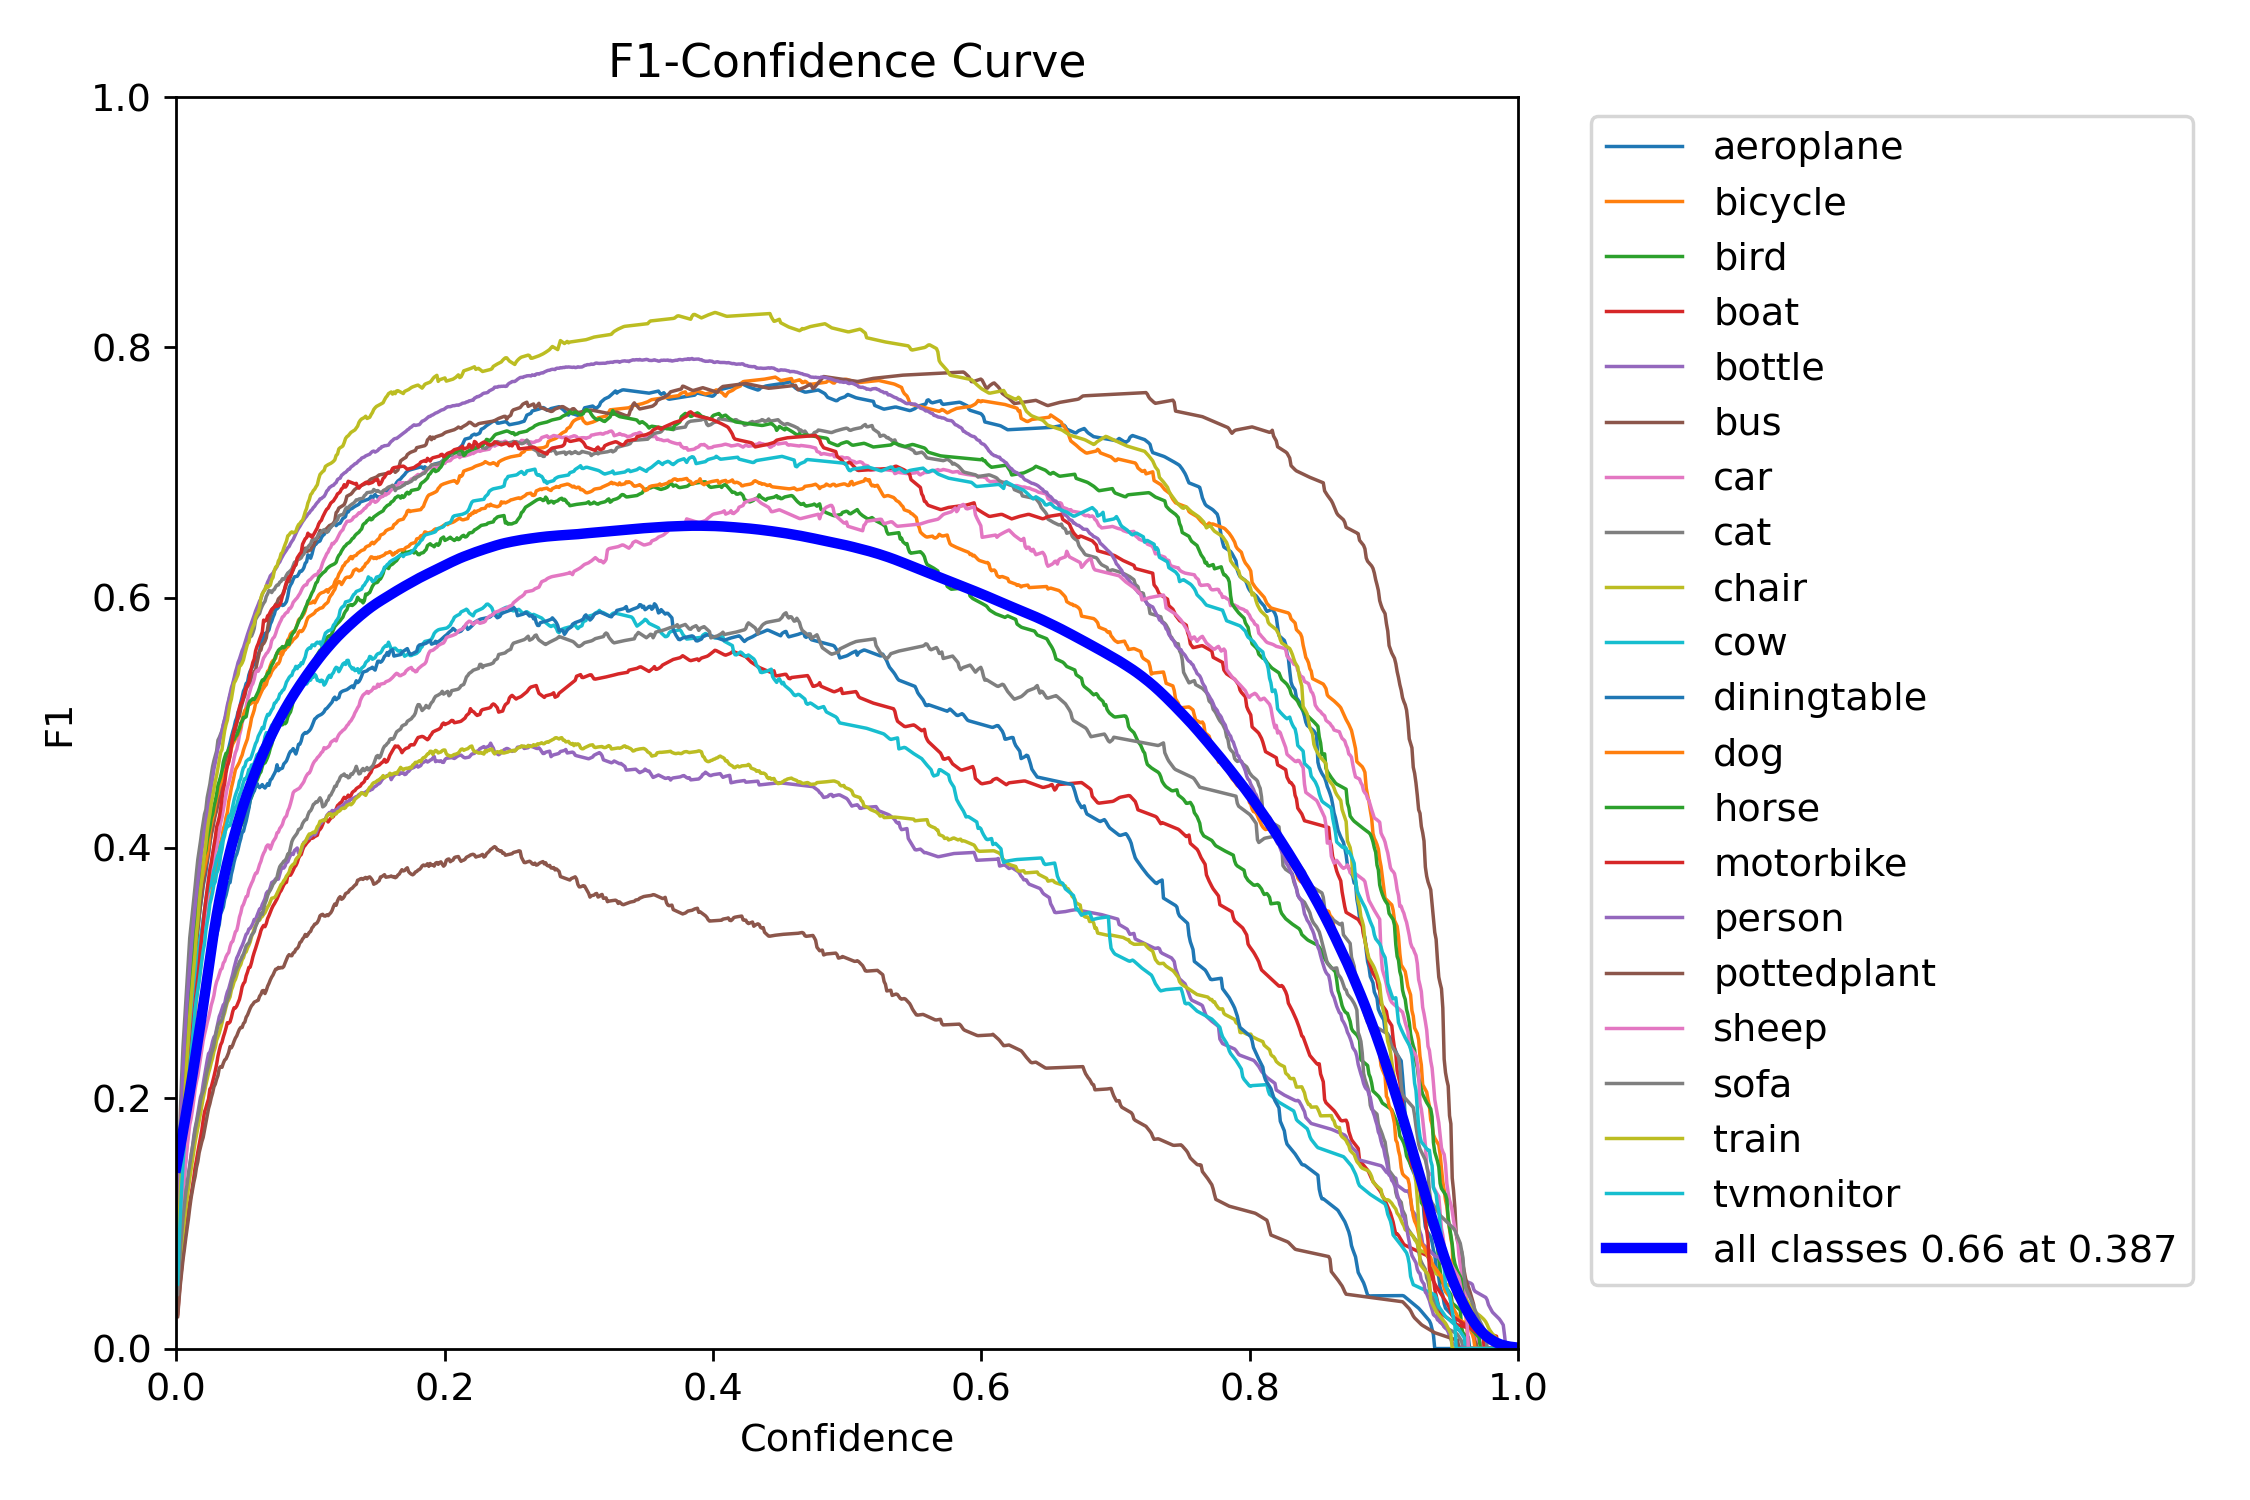 F1-Confidence Curve
1.0
0.8
0.6
0.4
0.2
0.0
F1
0.0 0.2 0.4 0.6 0.8 1.0
Confidence
aeroplane
bicycle
bird
boat
bottle
bus
car
cat
chair
cow
diningtable
dog
horse
motorbike
person
pottedplant
sheep
sofa
train
tvmonitor
all classes 0.66 at 0.387